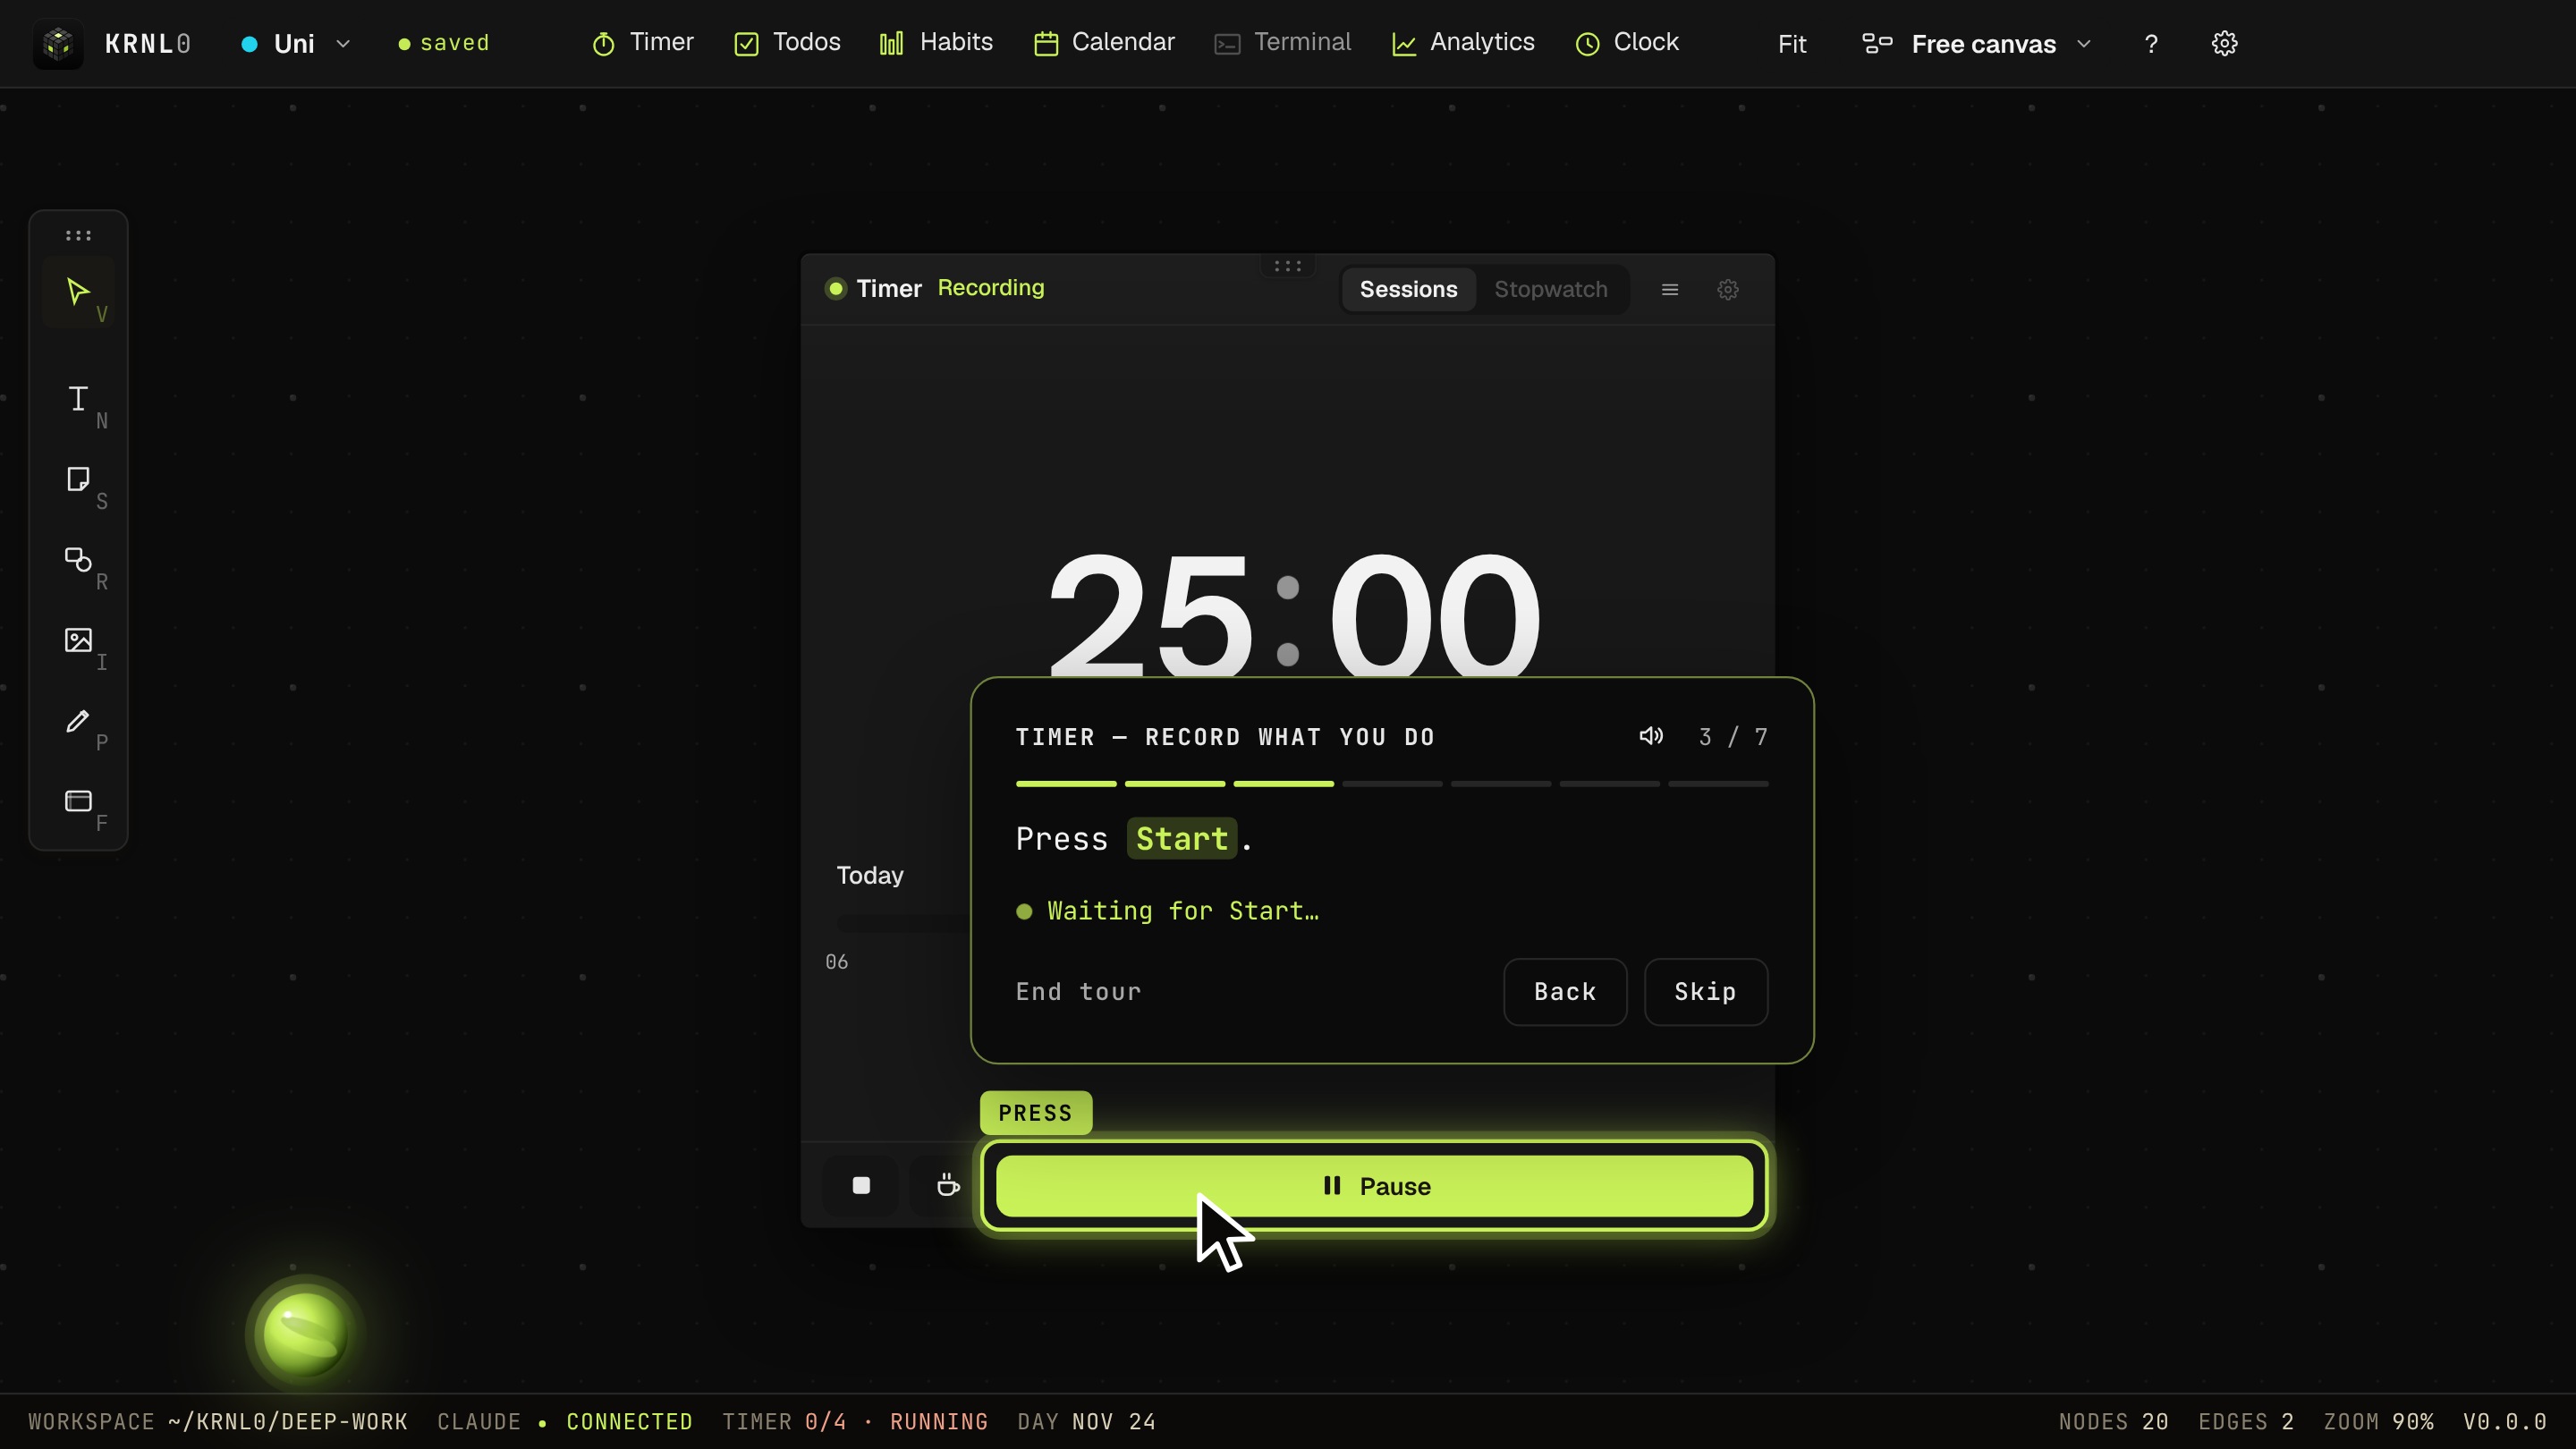 KRNL0 Uni saved Timer Todos Habits Calendar Terminal Analytics Clock Fit Free canvas ?
V
N
S
R
I
P
F
Timer Recording Sessions Stopwatch
25:00
TIMER — RECORD WHAT YOU DO 3 / 7
Press Start.
Waiting for Start…
End tour Back Skip
Today
06
PRESS
Pause
WORKSPACE ~/KRNL0/DEEP-WORK CLAUDE • CONNECTED TIMER 0/4 · RUNNING DAY NOV 24 NODES 20 EDGES 2 ZOOM 90% V0.0.0